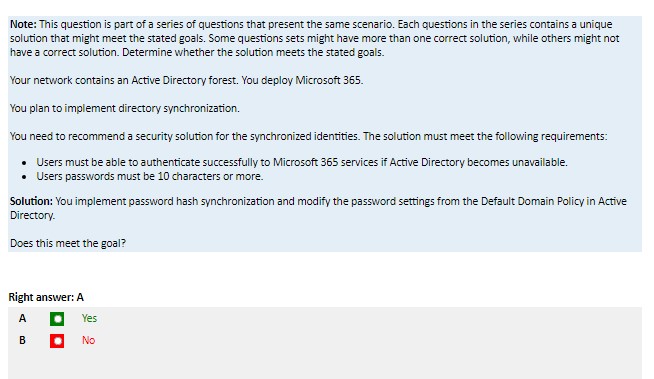 Note: This question is part of a series of questions that present the same scenario. Each questions in the series contains a unique
solution that might meet the stated goals. Some questions sets might have more than one correct solution, while others might not
have a correct solution. Determine whether the solution meets the stated goals.
Your network contains an Active Directory forest. You deploy Microsoft 365.
You plan to implement directory synchronization.
You need to recommend a security solution for the synchronized identities. The solution must meet the following requirements:
• Users must be able to authenticate successfully to Microsoft 365 services if Active Directory becomes unavailable.
• Users passwords must be 10 characters or more.
Solution: You implement password hash synchronization and modify the password settings from the Default Domain Policy in Active
Directory.
Does this meet the goal?
Right answer: A
A Yes
B No